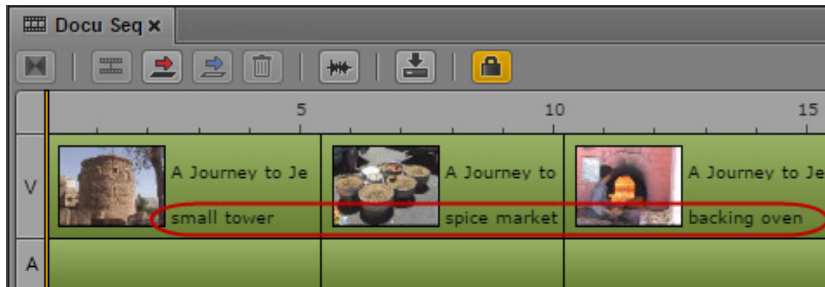 Docu Seq ×
5 10 15
V
A Journey to Je A Journey to A Journey to Je
small tower spice market backing oven
A